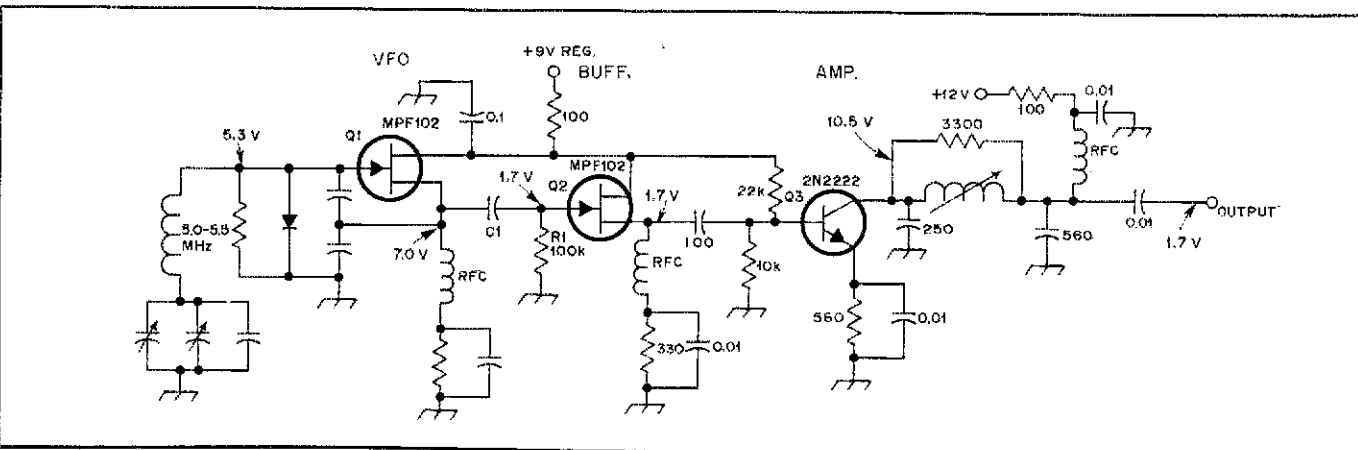 VFO
+9V REG.
BUFF.
AMP.
+12V
100
0.01
0.1
100
10.5 V
3300
RFC
5.3 V
Q1
MPF102
MPF102
1.7 V
Q2
1.7 V
22k
Q3
2N2222
5.0-5.5
MHz
C1
7.0 V
R1
100k
RFC
100
RFC
10k
250
560
0.01
OUTPUT
1.7 V
330
0.01
560
0.01